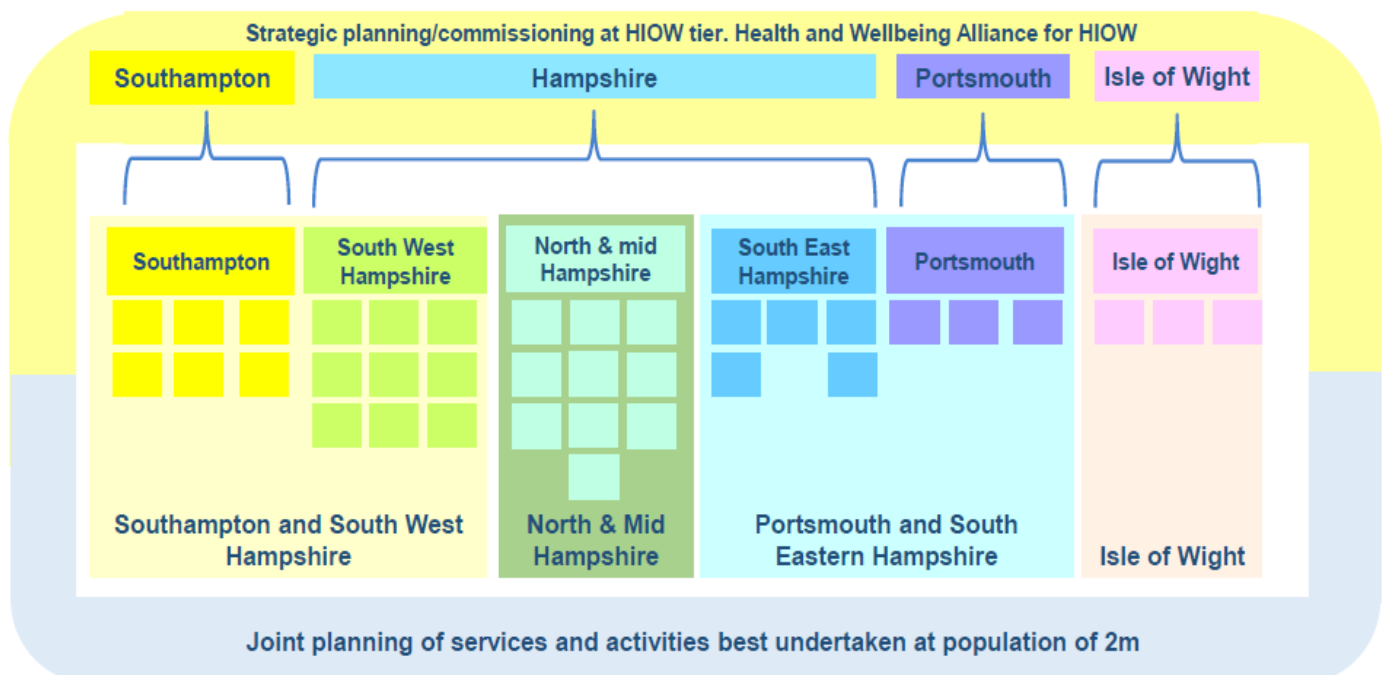 Strategic planning/commissioning at HIOW tier. Health and Wellbeing Alliance for HIOW
Southampton
Hampshire
Portsmouth
Isle of Wight
Southampton
South West
Hampshire
North & mid
Hampshire
South East
Hampshire
Portsmouth
Isle of Wight
Southampton and South West
Hampshire
North & Mid
Hampshire
Portsmouth and South
Eastern Hampshire
Isle of Wight
Joint planning of services and activities best undertaken at population of 2m